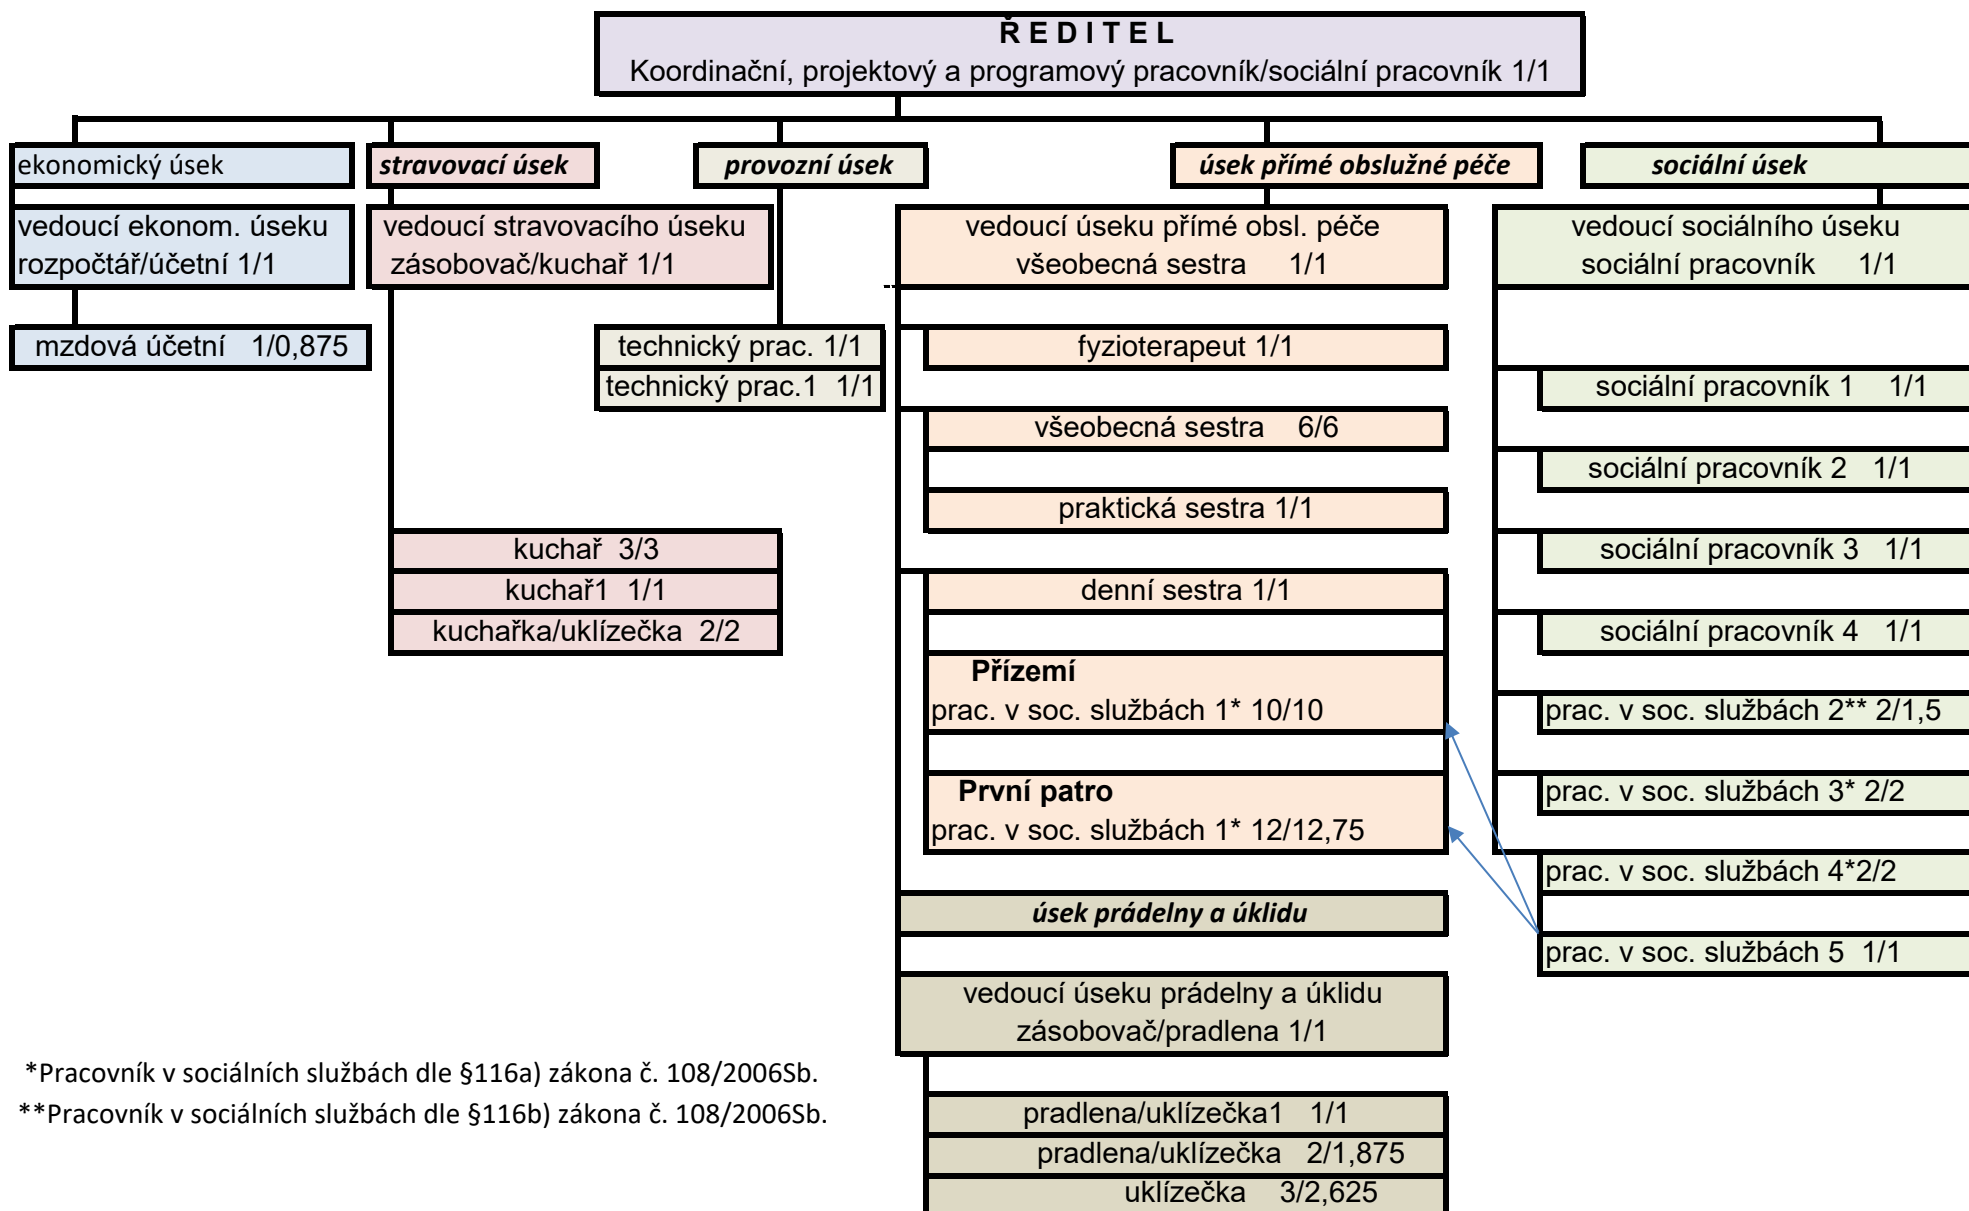 Ř E D I T E L
Koordinační, projektový a programový pracovník/sociální pracovník 1/1
ekonomický úsek
vedoucí ekonom. úseku
rozpočtář/účetní 1/1
mzdová účetní 1/0,875
stravovací úsek
vedoucí stravovacího úseku
zásobovač/kuchař 1/1
kuchař 3/3
kuchař1 1/1
kuchařka/uklízečka 2/2
provozní úsek
technický prac. 1/1
technický prac.1 1/1
úsek přímé obslužné péče
vedoucí úseku přímé obsl. péče
všeobecná sestra 1/1
fyzioterapeut 1/1
všeobecná sestra 6/6
praktická sestra 1/1
denní sestra 1/1
Přízemí
prac. v soc. službách 1* 10/10
První patro
prac. v soc. službách 1* 12/12,75
úsek prádelny a úklidu
vedoucí úseku prádelny a úklidu
zásobovač/pradlena 1/1
pradlena/uklízečka1 1/1
pradlena/uklízečka 2/1,875
uklízečka 3/2,625
sociální úsek
vedoucí sociálního úseku
sociální pracovník 1/1
sociální pracovník 1 1/1
sociální pracovník 2 1/1
sociální pracovník 3 1/1
sociální pracovník 4 1/1
prac. v soc. službách 2** 2/1,5
prac. v soc. službách 3* 2/2
prac. v soc. službách 4*2/2
prac. v soc. službách 5 1/1
*Pracovník v sociálních službách dle §116a) zákona č. 108/2006Sb.
**Pracovník v sociálních službách dle §116b) zákona č. 108/2006Sb.